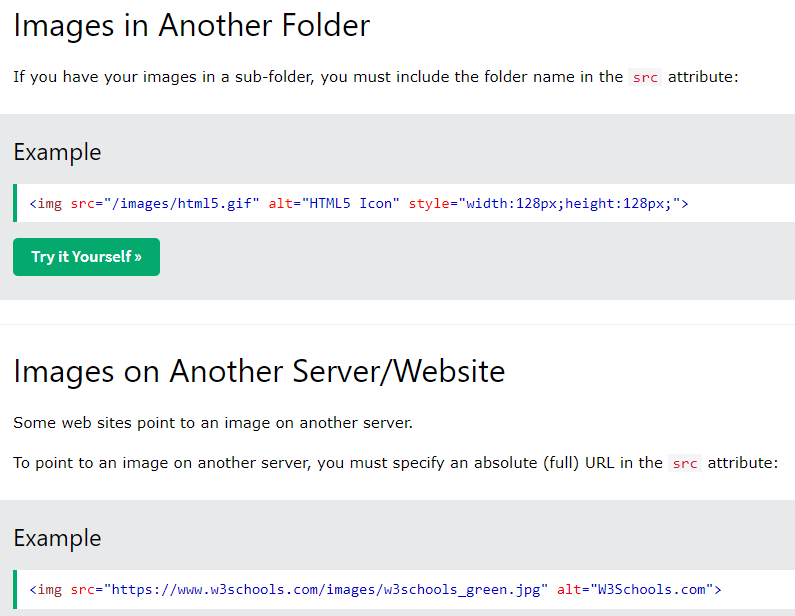 Images in Another Folder
If you have your images in a sub-folder, you must include the folder name in the src attribute:
Example
<img src="/images/html5.gif" alt="HTML5 Icon" style="width:128px;height:128px;">
Try it Yourself »
Images on Another Server/Website
Some web sites point to an image on another server.
To point to an image on another server, you must specify an absolute (full) URL in the src attribute:
Example
<img src="https://www.w3schools.com/images/w3schools_green.jpg" alt="W3Schools.com">